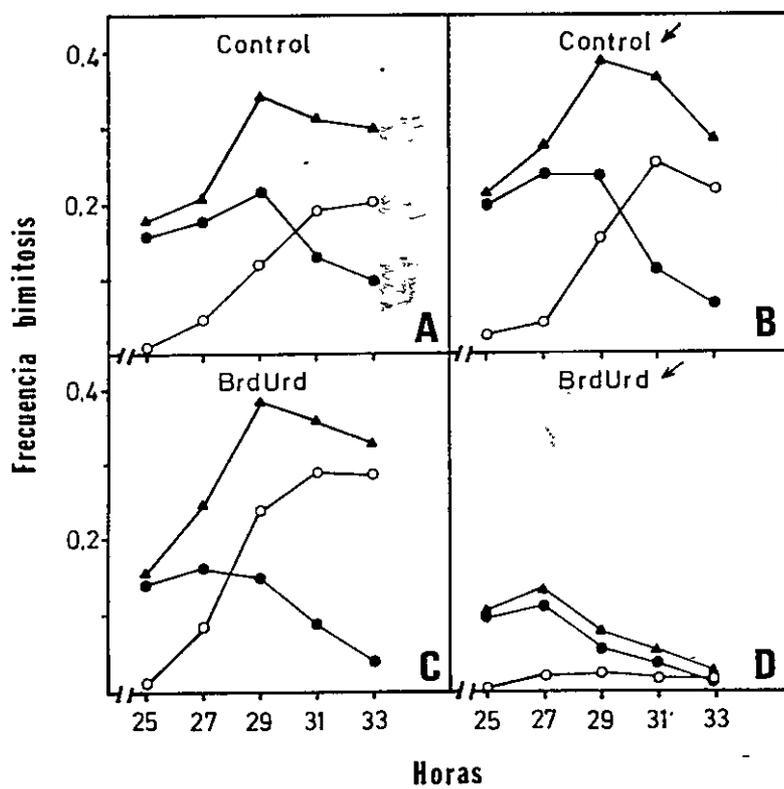 Control
Control
0,4
0,2
A
B
BrdUrd
BrdUrd
0,4
0,2
C
D
25 27 29 31 33
25 27 29 31 33
Frecuencia bimitosis
Horas